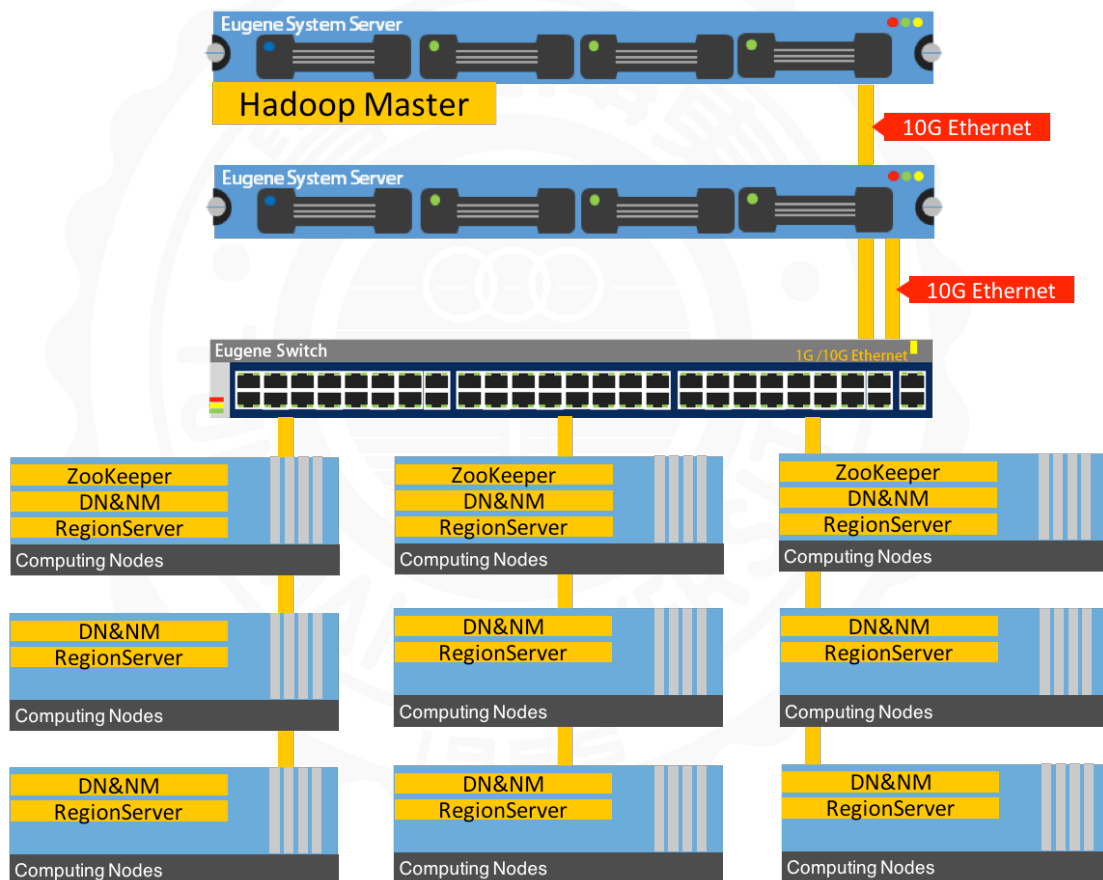 Eugene System Server
Hadoop Master
10G Ethernet
Eugene System Server
10G Ethernet
Eugene Switch
1G /10G Ethernet
ZooKeeper
DN&NM
RegionServer
Computing Nodes
ZooKeeper
DN&NM
RegionServer
Computing Nodes
ZooKeeper
DN&NM
RegionServer
Computing Nodes
DN&NM
RegionServer
Computing Nodes
DN&NM
RegionServer
Computing Nodes
DN&NM
RegionServer
Computing Nodes
DN&NM
RegionServer
Computing Nodes
DN&NM
RegionServer
Computing Nodes
DN&NM
RegionServer
Computing Nodes